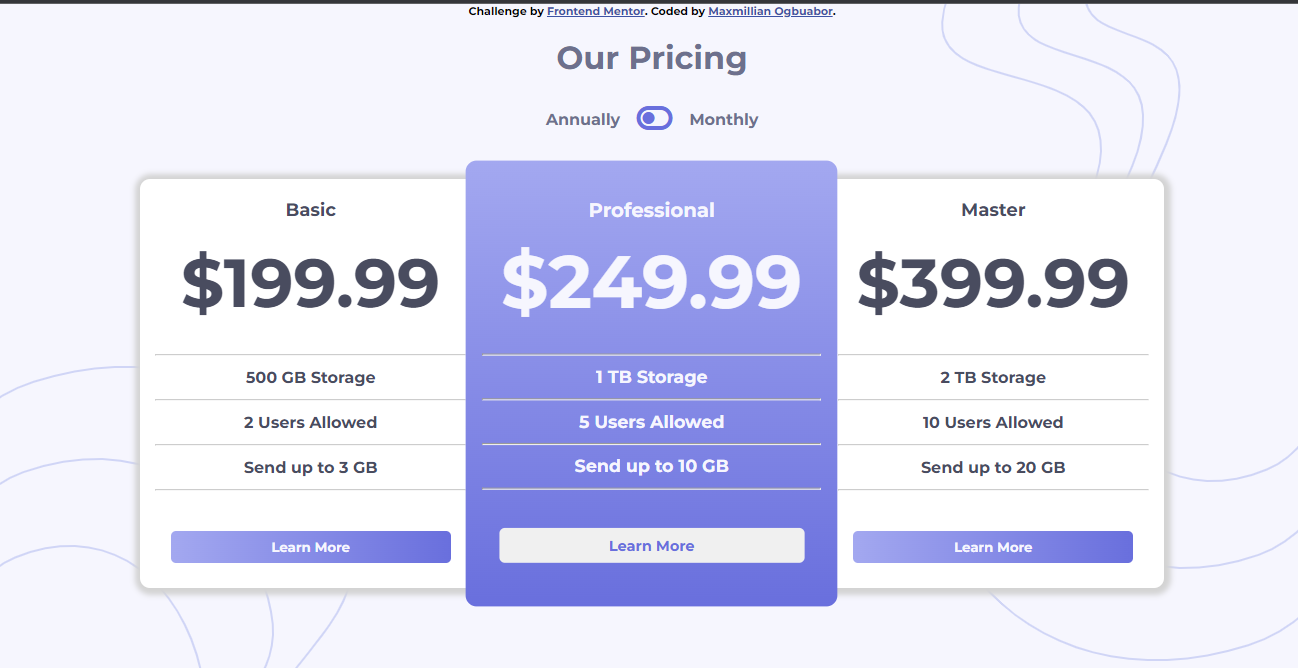 Challenge by Frontend Mentor. Coded by Maxmillian Ogbuabor.
Our Pricing
Annually Monthly
Basic
$199.99
500 GB Storage
2 Users Allowed
Send up to 3 GB
Learn More
Professional
$249.99
1 TB Storage
5 Users Allowed
Send up to 10 GB
Learn More
Master
$399.99
2 TB Storage
10 Users Allowed
Send up to 20 GB
Learn More